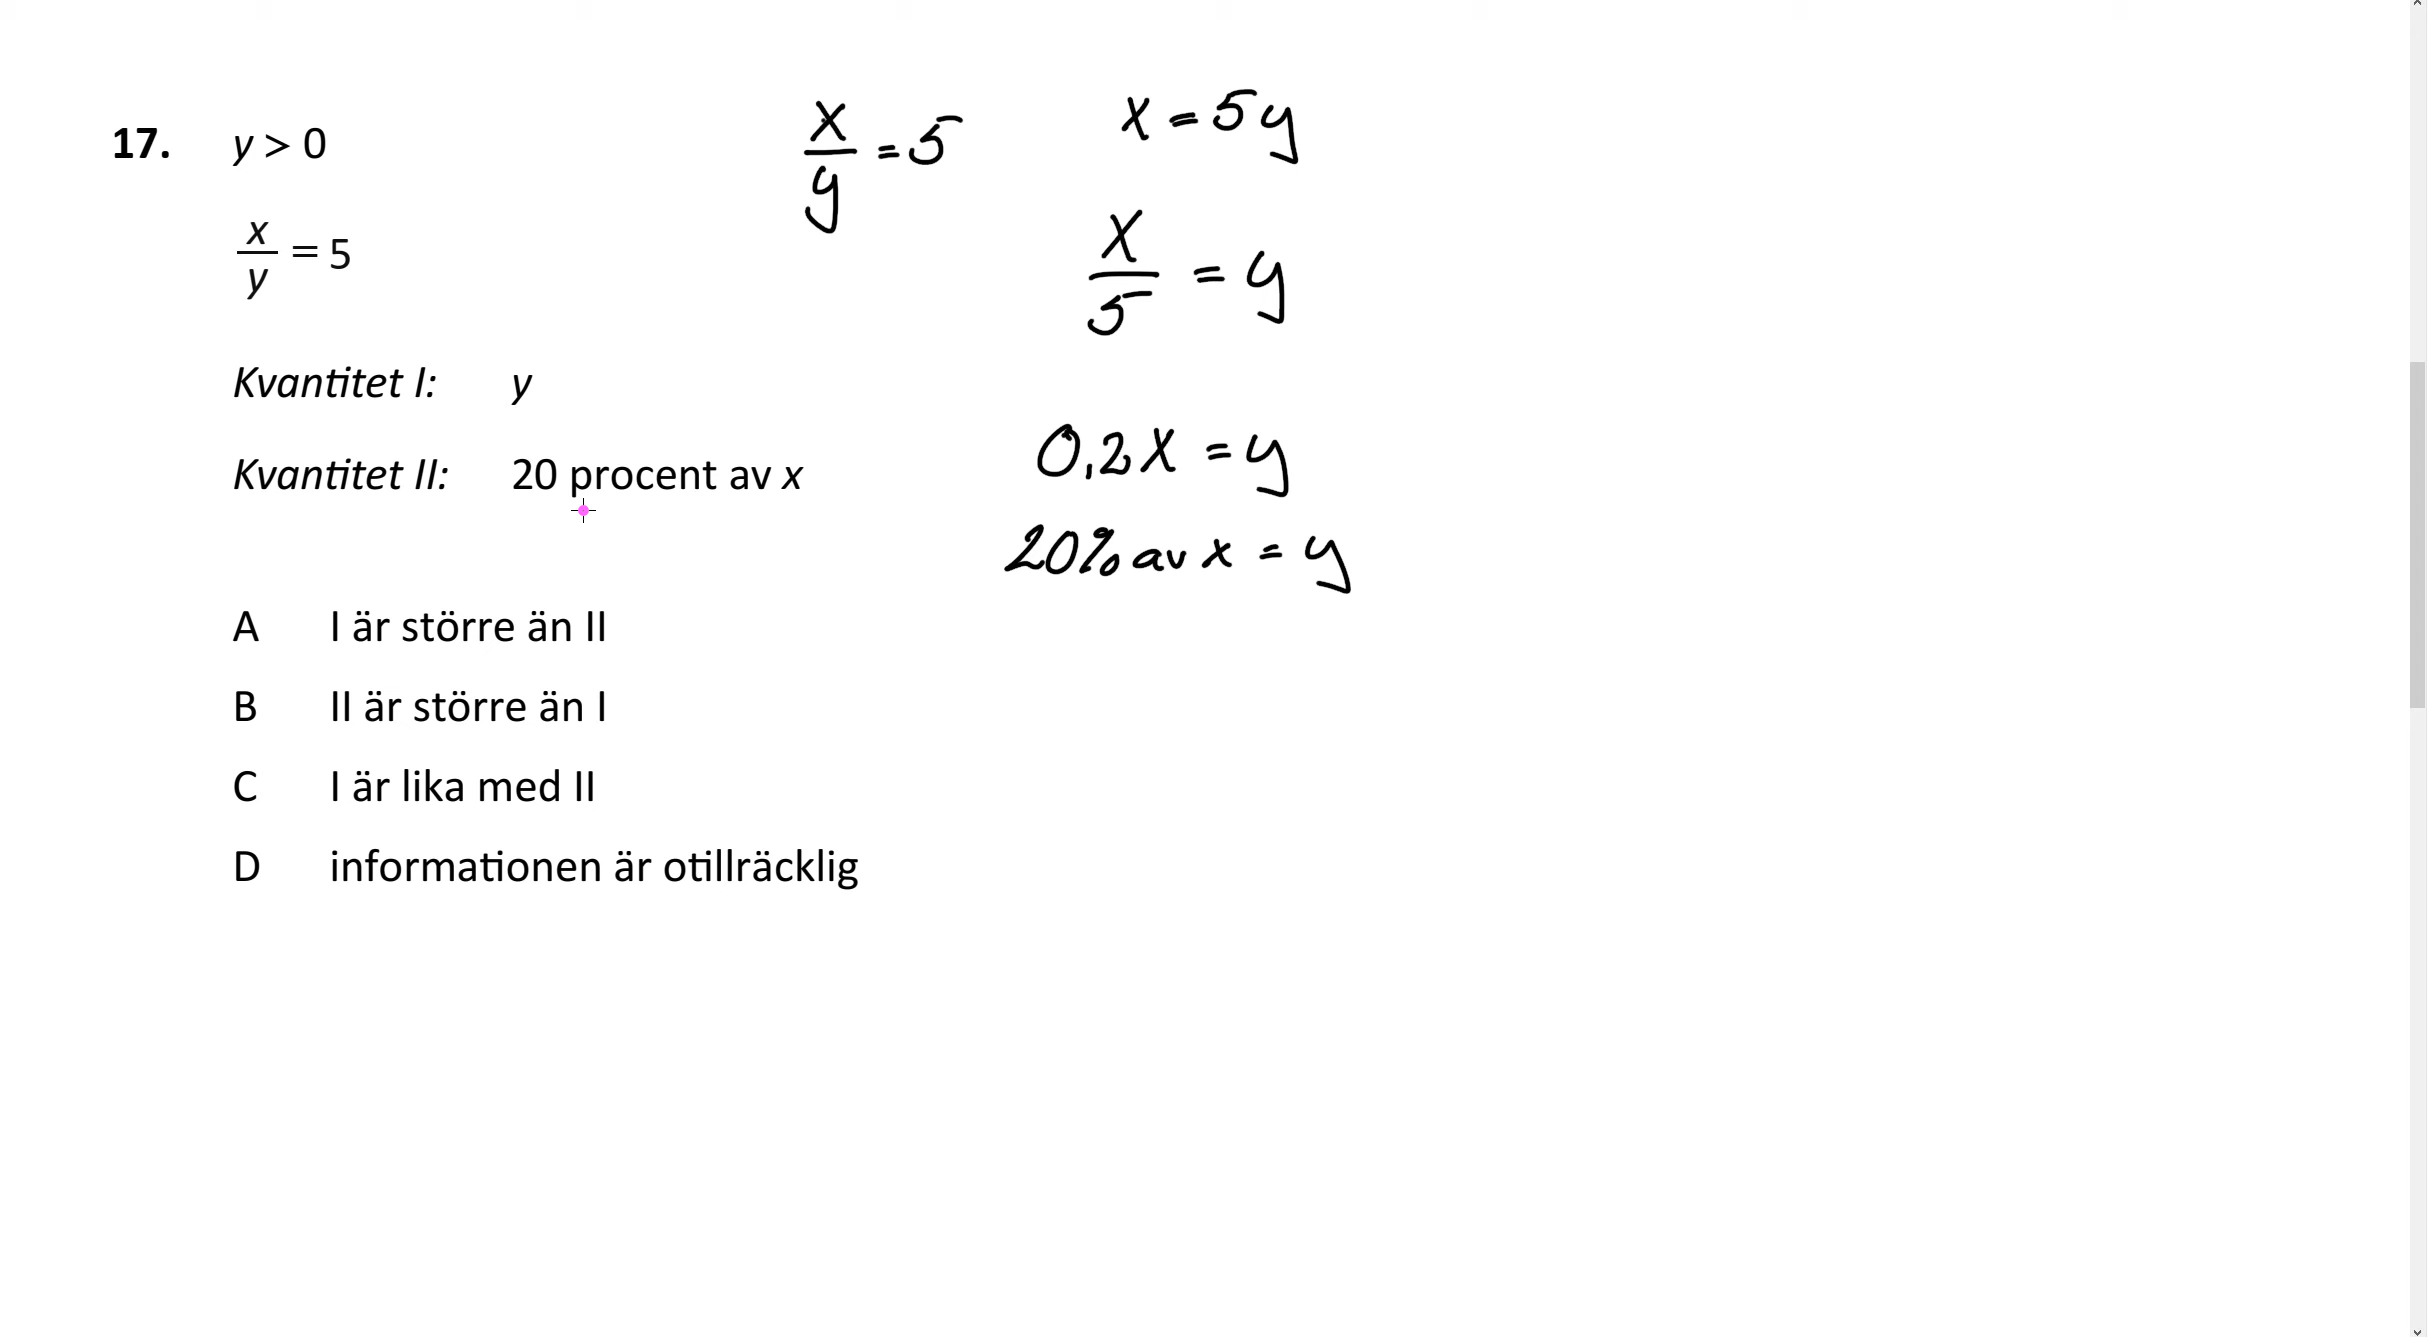 17. y > 0
x/y = 5
Kvantitet I: y
Kvantitet II: 20 procent av x
A I är större än II
B II är större än I
C I är lika med II
D informationen är otillräcklig
x/y = 5
x = 5y
x/5 = y
0,2x = y
20% av x = y